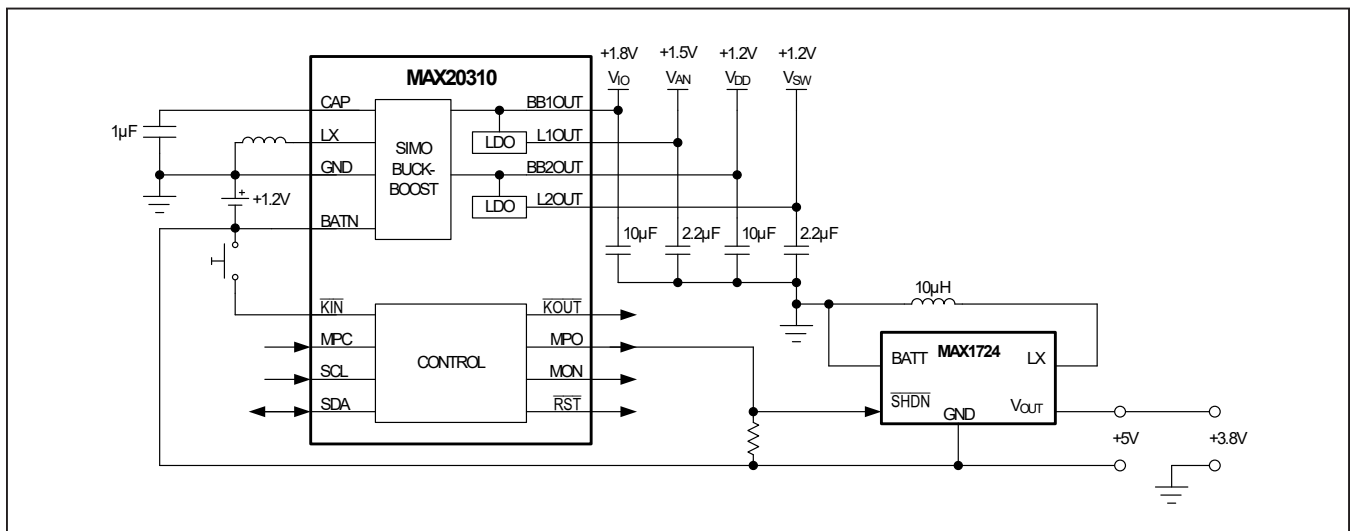 +1.8V +1.5V +1.2V +1.2V
VIO VAN VDD VSW
MAX20310
CAP BB1OUT
1µF
LX LDO L1OUT
SIMO
BUCK-
BOOST
GND BB2OUT
LDO L2OUT
+
+1.2V
BATN
10µF 2.2µF 10µF 2.2µF
10µH
KIN KOUT
MPC MPO
CONTROL
SCL MON
SDA RST
MAX1724
BATT LX
SHDN
GND VOUT
+5V +3.8V